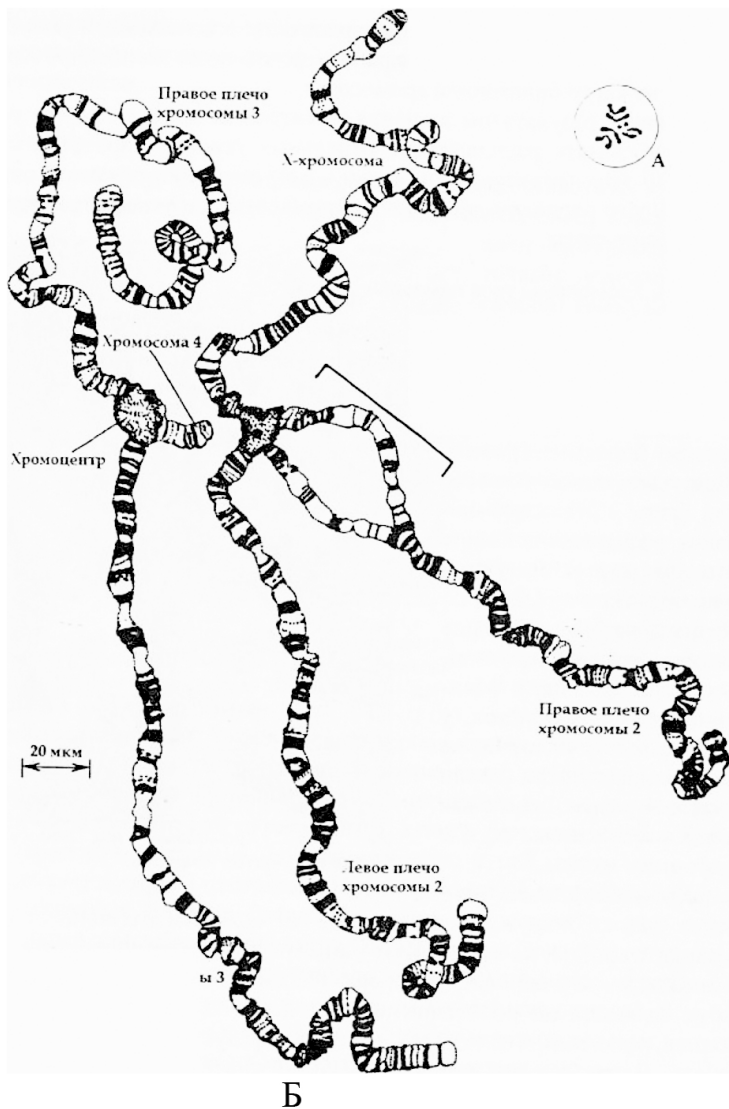 Правое плечо
хромосомы 3
X-хромосома
А
Хромосома 4
Хромоцентр
Правое плечо
хромосомы 2
20 мкм
Левое плечо
хромосомы 2
ы 3
Б